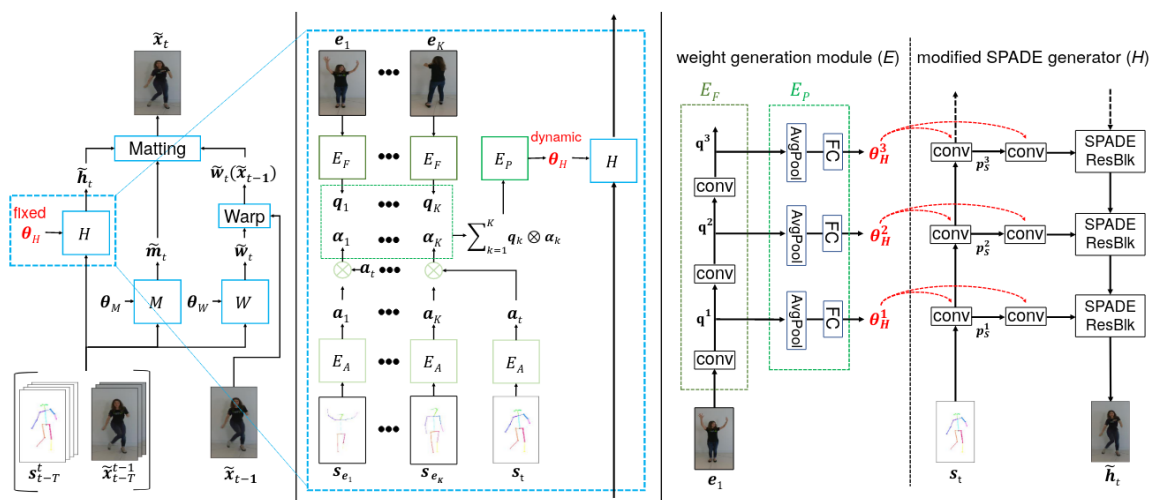 x̃_t
Matting
h̃_t
w̃_t(x̃_{t-1})
fixed
θ_H
H
Warp
m̃_t
w̃_t
θ_M
M
θ_W
W
s^t_{t-T}
x̃^{t-1}_{t-T}
x̃_{t-1}
e_1
e_K
E_F
E_F
E_P
dynamic
θ_H
H
q_1
q_K
α_1
α_K
∑^K_{k=1} q_k ⊗ α_k
a_t
a_1
a_K
a_t
E_A
E_A
E_A
s_{e_1}
s_{e_K}
s_t
weight generation module (E)
E_F
E_P
q^3
AvgPool
FC
θ^3_H
conv
q^2
AvgPool
FC
θ^2_H
conv
q^1
AvgPool
FC
θ^1_H
conv
e_1
modified SPADE generator (H)
conv
p^3_S
conv
SPADE
ResBlk
conv
p^2_S
conv
SPADE
ResBlk
conv
p^1_S
conv
SPADE
ResBlk
s_t
h̃_t